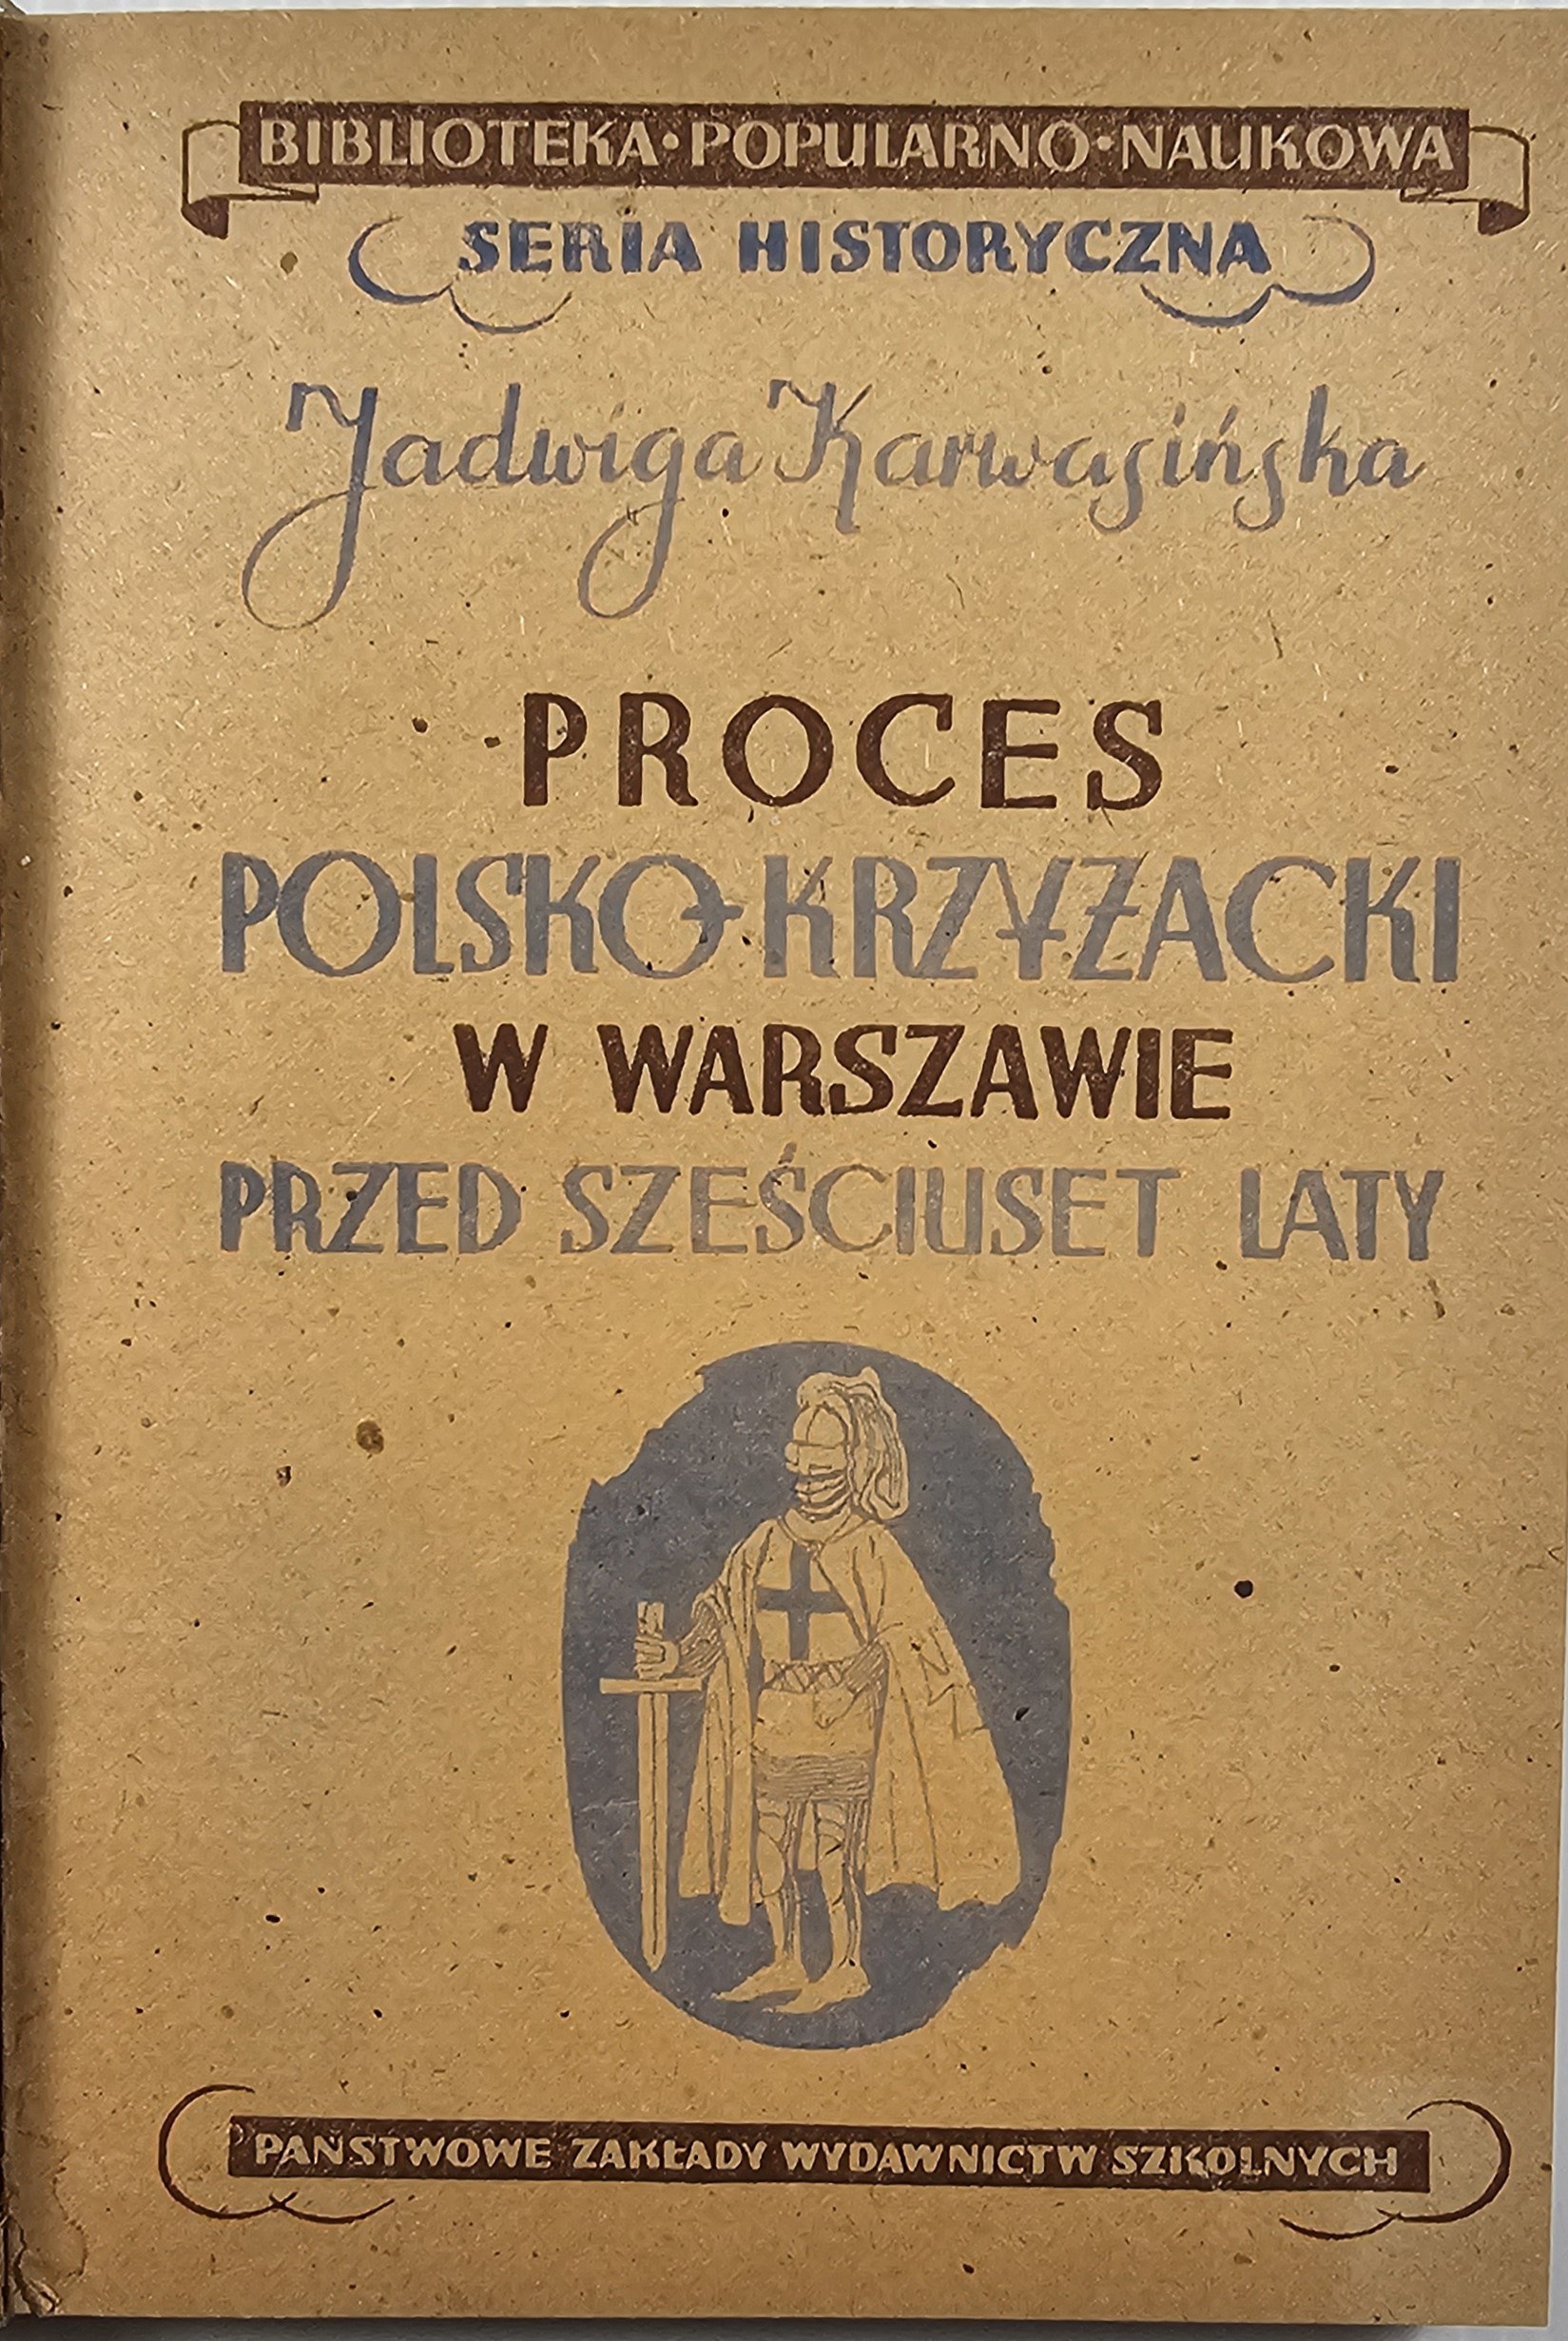 BIBLIOTEKA·POPULARNO·NAUKOWA
SERIA HISTORYCZNA
Jadwiga Karwasińska
PROCES
POLSKO-KRZYŻACKI
W WARSZAWIE
PRZED SZEŚCIUSET LATY
PAŃSTWOWE ZAKŁADY WYDAWNICTW SZKOLNYCH